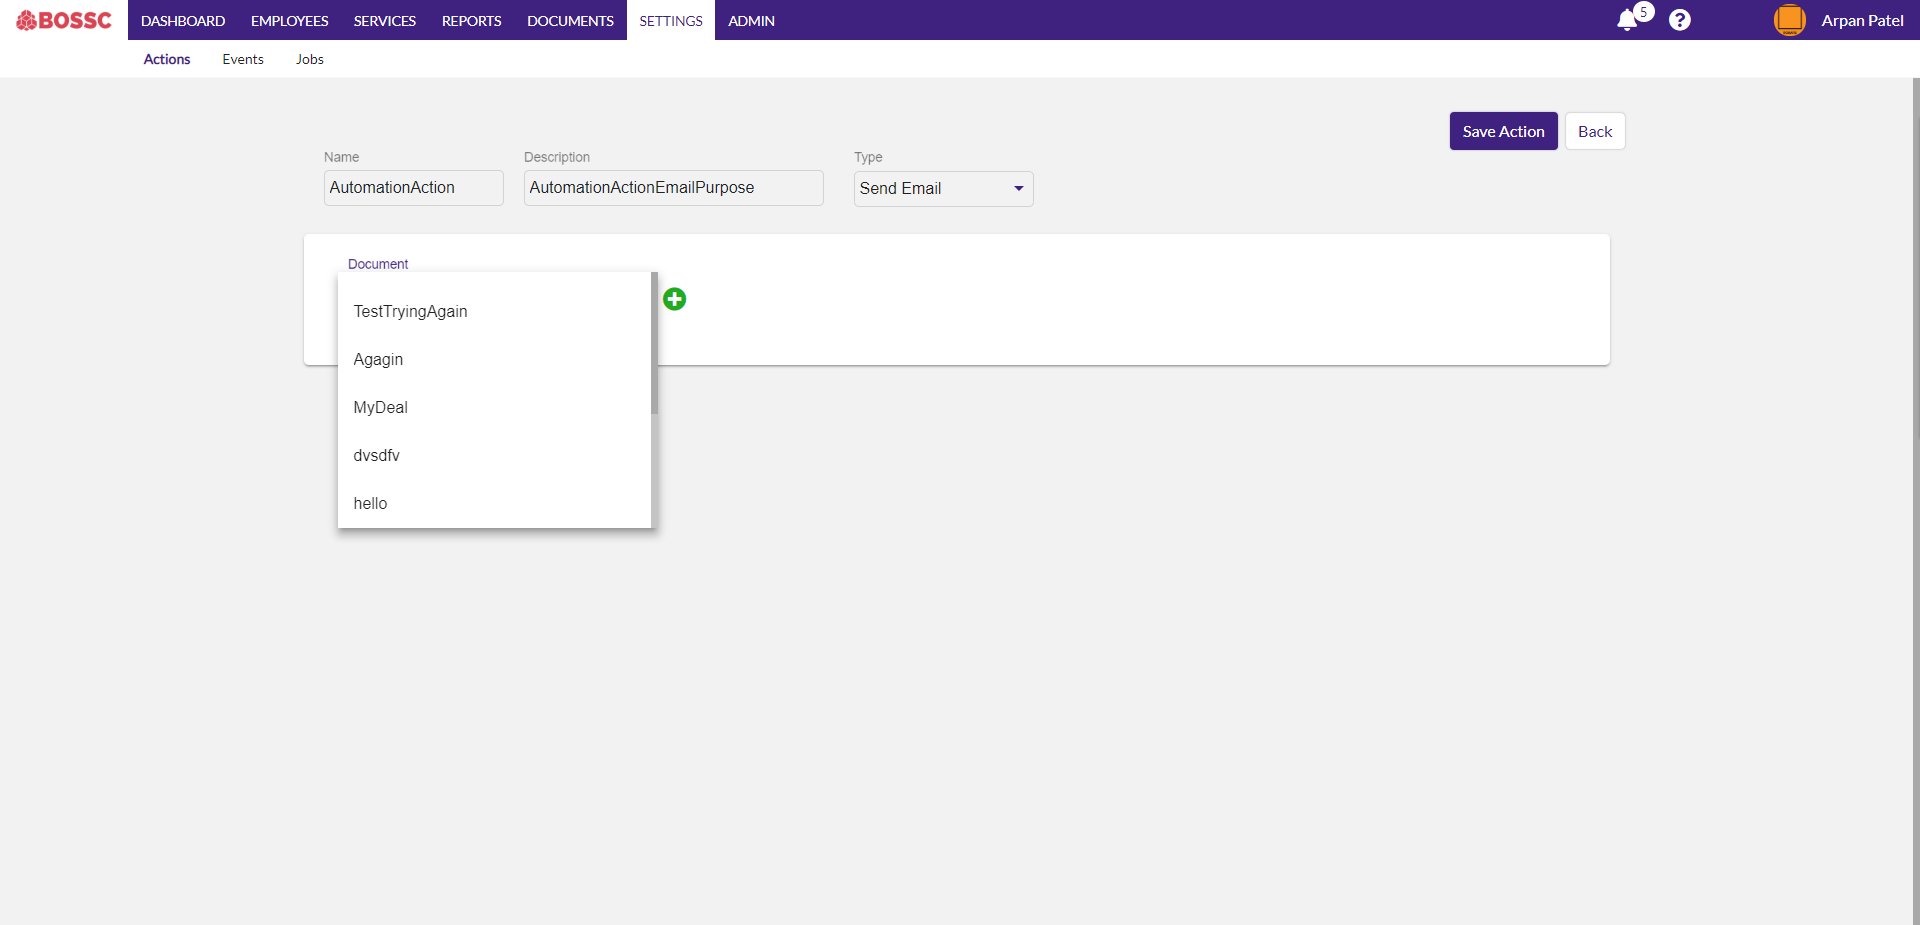 BOSSC DASHBOARD EMPLOYEES SERVICES REPORTS DOCUMENTS SETTINGS ADMIN 5 ? Arpan Patel
Actions Events Jobs
Save Action Back
Name Description Type
AutomationAction AutomationActionEmailPurpose Send Email
Document
TestTryingAgain
Agagin
MyDeal
dvsdfv
hello